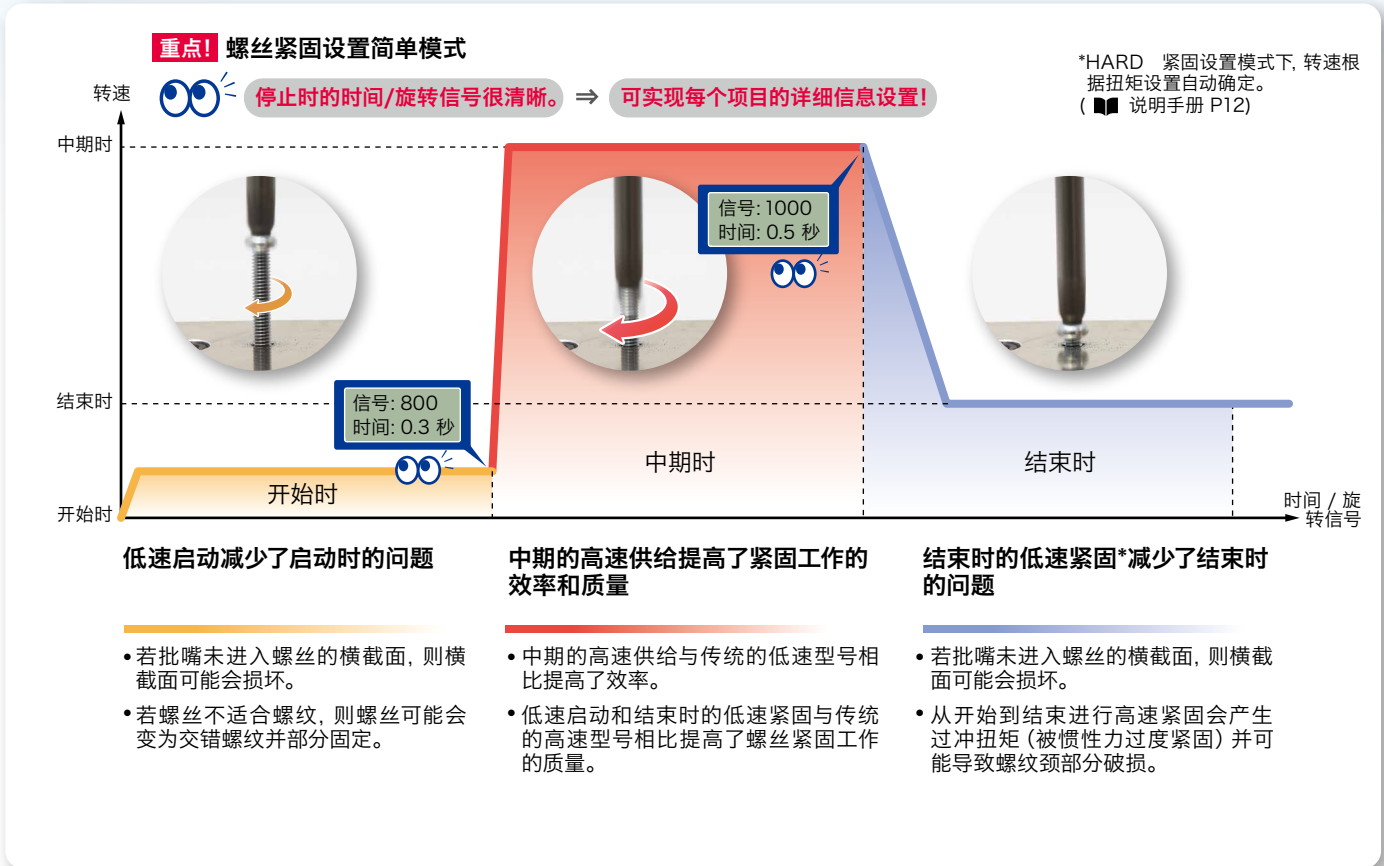 重点! 螺丝紧固设置简单模式
*HARD 紧固设置模式下, 转速根
据扭矩设置自动确定。
( 说明手册 P12)
转速
停止时的时间/旋转信号很清晰。 ⇒ 可实现每个项目的详细信息设置!
中期时
信号: 1000
时间: 0.5 秒
结束时
信号: 800
时间: 0.3 秒
中期时
结束时
开始时
开始时
时间 / 旋
转信号
低速启动减少了启动时的问题
• 若批嘴未进入螺丝的横截面, 则横
截面可能会损坏。
• 若螺丝不适合螺纹, 则螺丝可能会
变为交错螺纹并部分固定。
中期的高速供给提高了紧固工作的
效率和质量
• 中期的高速供给与传统的低速型号相
比提高了效率。
• 低速启动和结束时的低速紧固与传统
的高速型号相比提高了螺丝紧固工作
的质量。
结束时的低速紧固*减少了结束时
的问题
• 若批嘴未进入螺丝的横截面, 则横截
面可能会损坏。
• 从开始到结束进行高速紧固会产生
过冲扭矩 (被惯性力过度紧固) 并可
能导致螺纹颈部分破损。